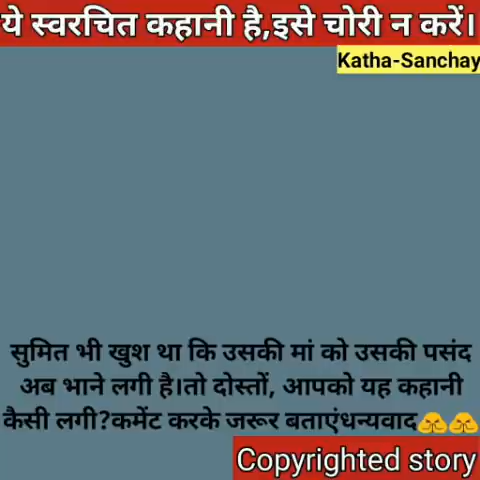 ये स्वरचित कहानी है,इसे चोरी न करें।
Katha-Sanchay
सुमित भी खुश था कि उसकी मां को उसकी पसंद
अब भाने लगी है।तो दोस्तों, आपको यह कहानी
कैसी लगी?कमेंट करके जरूर बताएंधन्यवाद🙏🙏
Copyrighted story